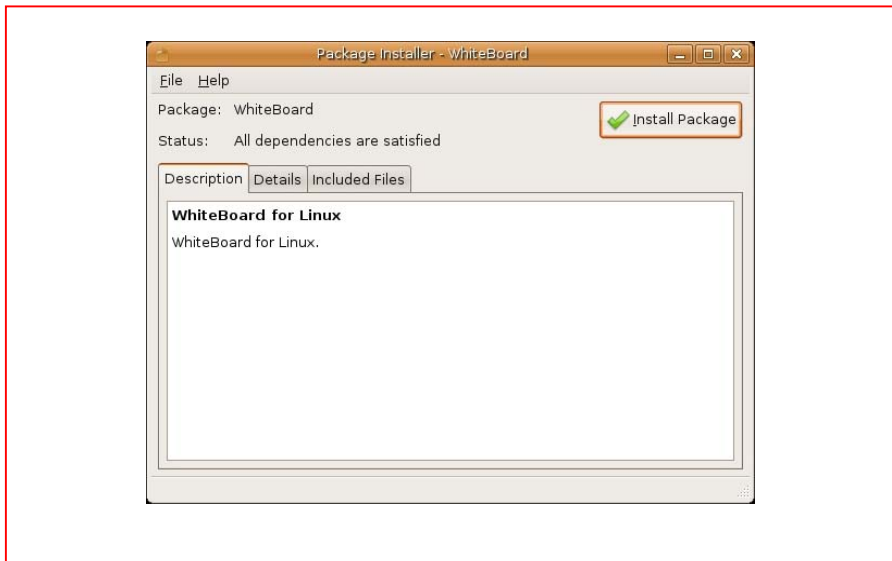 Package Installer - WhiteBoard
File Help
Package: WhiteBoard
Install Package
Status: All dependencies are satisfied
Description Details Included Files
WhiteBoard for Linux
WhiteBoard for Linux.